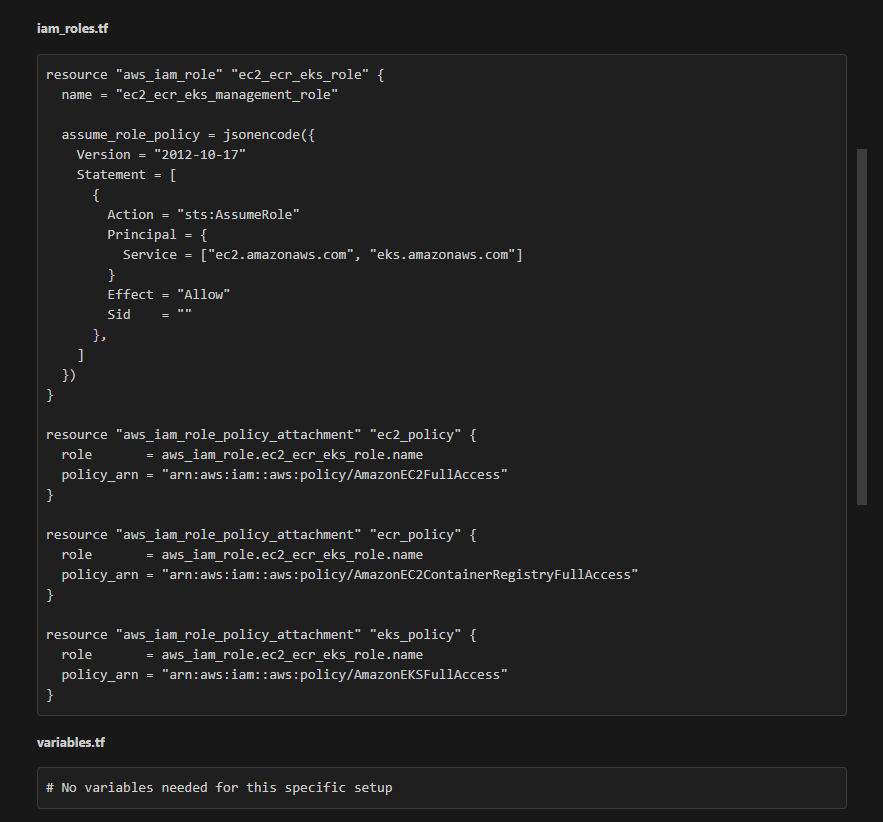 iam_roles.tf
resource "aws_iam_role" "ec2_ecr_eks_role" {
  name = "ec2_ecr_eks_management_role"

  assume_role_policy = jsonencode({
    Version = "2012-10-17"
    Statement = [
      {
        Action = "sts:AssumeRole"
        Principal = {
          Service = ["ec2.amazonaws.com", "eks.amazonaws.com"]
        }
        Effect = "Allow"
        Sid    = ""
      },
    ]
  })
}

resource "aws_iam_role_policy_attachment" "ec2_policy" {
  role       = aws_iam_role.ec2_ecr_eks_role.name
  policy_arn = "arn:aws:iam::aws:policy/AmazonEC2FullAccess"
}

resource "aws_iam_role_policy_attachment" "ecr_policy" {
  role       = aws_iam_role.ec2_ecr_eks_role.name
  policy_arn = "arn:aws:iam::aws:policy/AmazonEC2ContainerRegistryFullAccess"
}

resource "aws_iam_role_policy_attachment" "eks_policy" {
  role       = aws_iam_role.ec2_ecr_eks_role.name
  policy_arn = "arn:aws:iam::aws:policy/AmazonEKSFullAccess"
}
variables.tf
# No variables needed for this specific setup